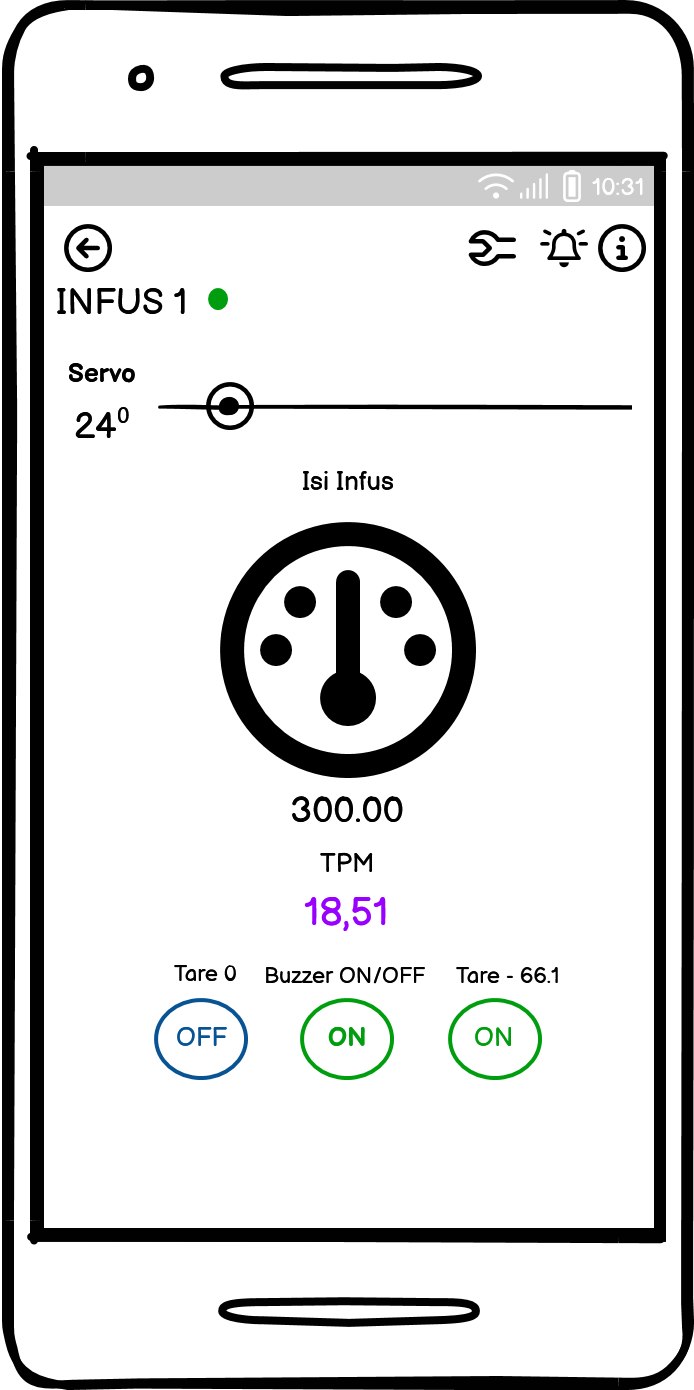 10:31
INFUS 1
Servo
24⁰
Isi Infus
300.00
TPM
18,51
Tare 0 Buzzer ON/OFF Tare - 66.1
OFF ON ON